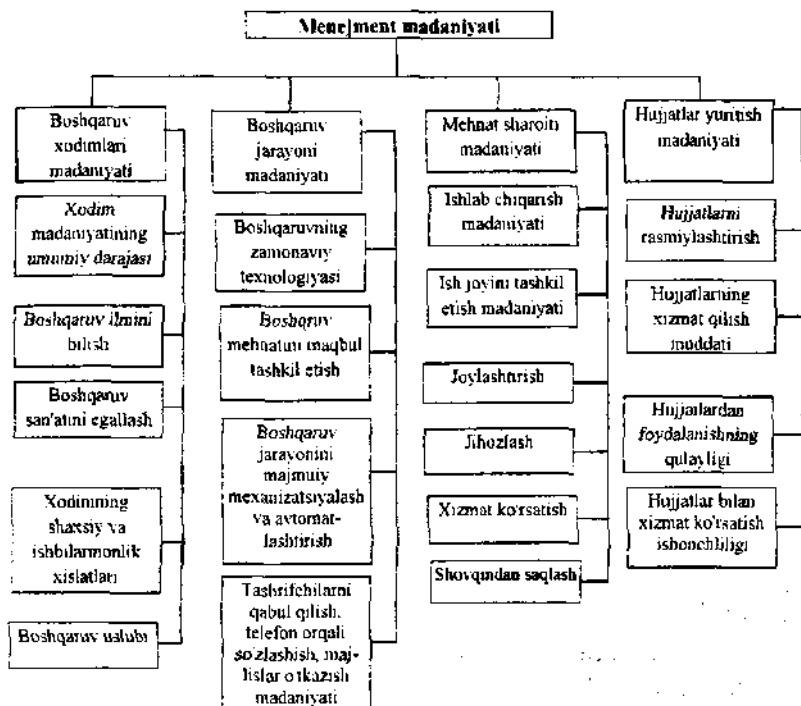 Menejment madaniyati
Boshqaruv
xodimlari
madaniyati
Xodim
madaniyatining
umumiy darajasi
Boshqaruv ilmini
bilish
Boshqaruv
san'atini egallash
Xodimning
shaxsiy va
ishbilarmonlik
xislatlari
Boshqaruv uslubi
Boshqaruv
jarayoni
madaniyati
Boshqaruvning
zamonaviy
texnologiyasi
Boshqaruv
mehnatini maqbul
tashkil etish
Boshqaruv
jarayonini
majmuiy
mexanizatsiyalash
va avtomat-
lashtirish
Tashrifchilarni
qabul qilish,
telefon orqali
so'zlashish, maj-
lislar o'tkazish
madaniyati
Mehnat sharoiti
madaniyati
Ishlab chiqarish
madaniyati
Ish joyini tashkil
etish madaniyati
Joylashtirish
Jihozlash
Xizmat ko'rsatish
Shovqindan saqlash
Hujjatlar yuritish
madaniyati
Hujjatlarni
rasmiylashtirish
Hujjatlarning
xizmat qilish
muddati
Hujjatlardan
foydalanishning
qulayligi
Hujjatlar bilan
xizmat ko'rsatish
ishonchliligi